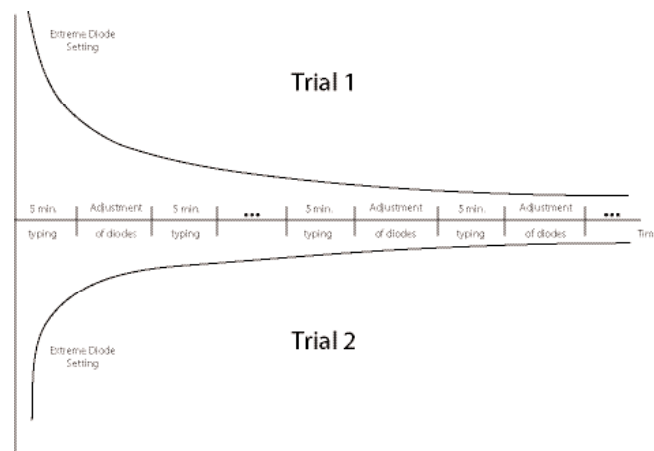 Extreme Diode
Setting
Trial 1
5 min. Adjustment 5 min. ... 5 min. Adjustment 5 min. Adjustment ...
typing of diodes typing typing of diodes typing of diodes Tim
Trial 2
Extreme Diode
Setting